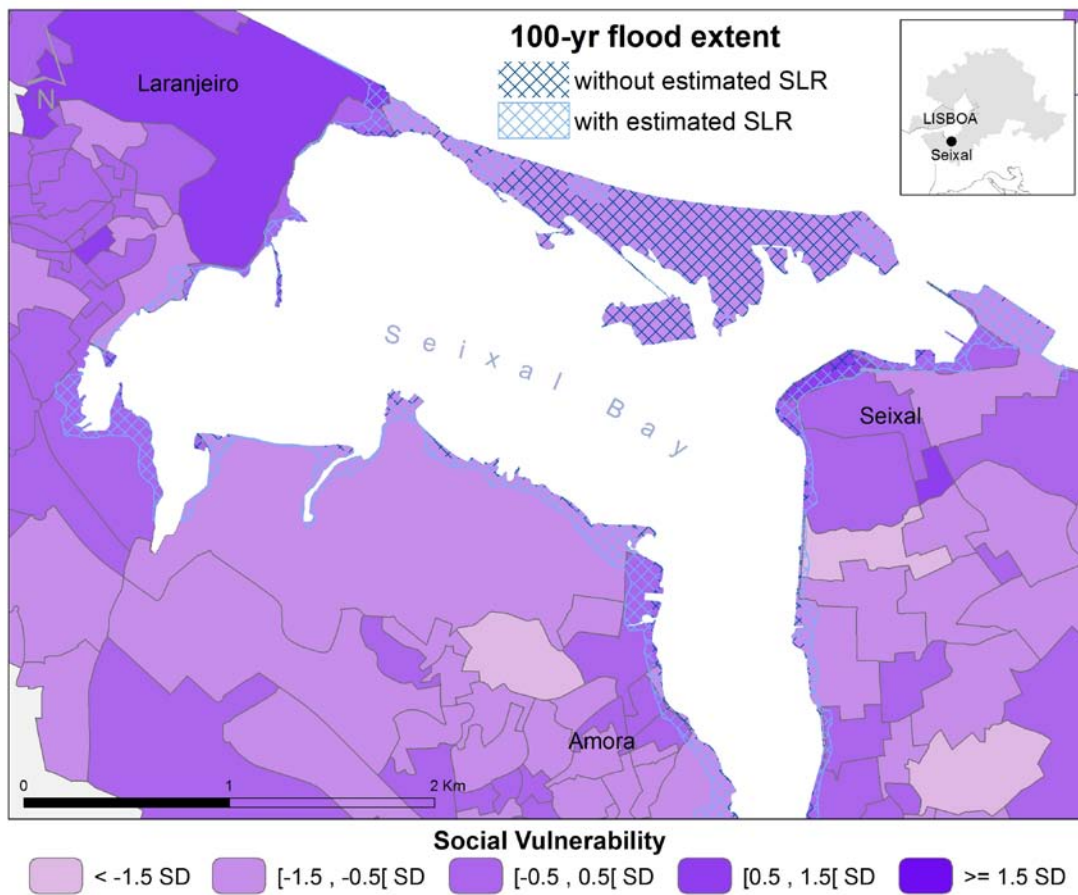 100-yr flood extent
without estimated SLR
with estimated SLR
LISBOA
Seixal
N
Laranjeiro
Seixal Bay
Seixal
Amora
0 1 2 Km
Social Vulnerability
< -1.5 SD [-1.5 , -0.5[ SD [-0.5 , 0.5[ SD [0.5 , 1.5[ SD >= 1.5 SD